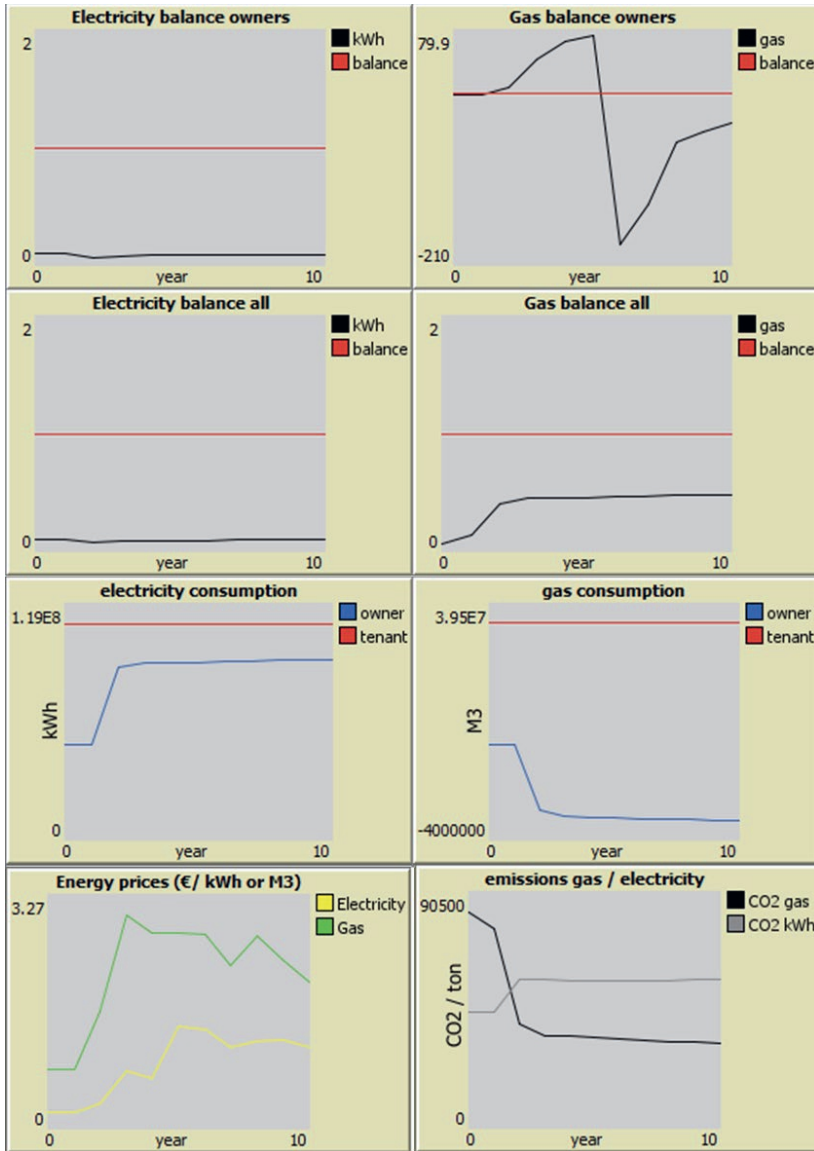 Electricity balance owners
2
kWh
balance
0
0
year
10
Gas balance owners
79.9
gas
balance
-210
0
year
10
Electricity balance all
2
kWh
balance
0
0
year
10
Gas balance all
2
gas
balance
0
0
year
10
electricity consumption
1.19E8
owner
tenant
kWh
0
0
year
10
gas consumption
3.95E7
owner
tenant
M3
-4000000
0
year
10
Energy prices (€/ kWh or M3)
3.27
Electricity
Gas
0
0
year
10
emissions gas / electricity
90500
CO2 gas
CO2 kWh
CO2 / ton
0
0
year
10